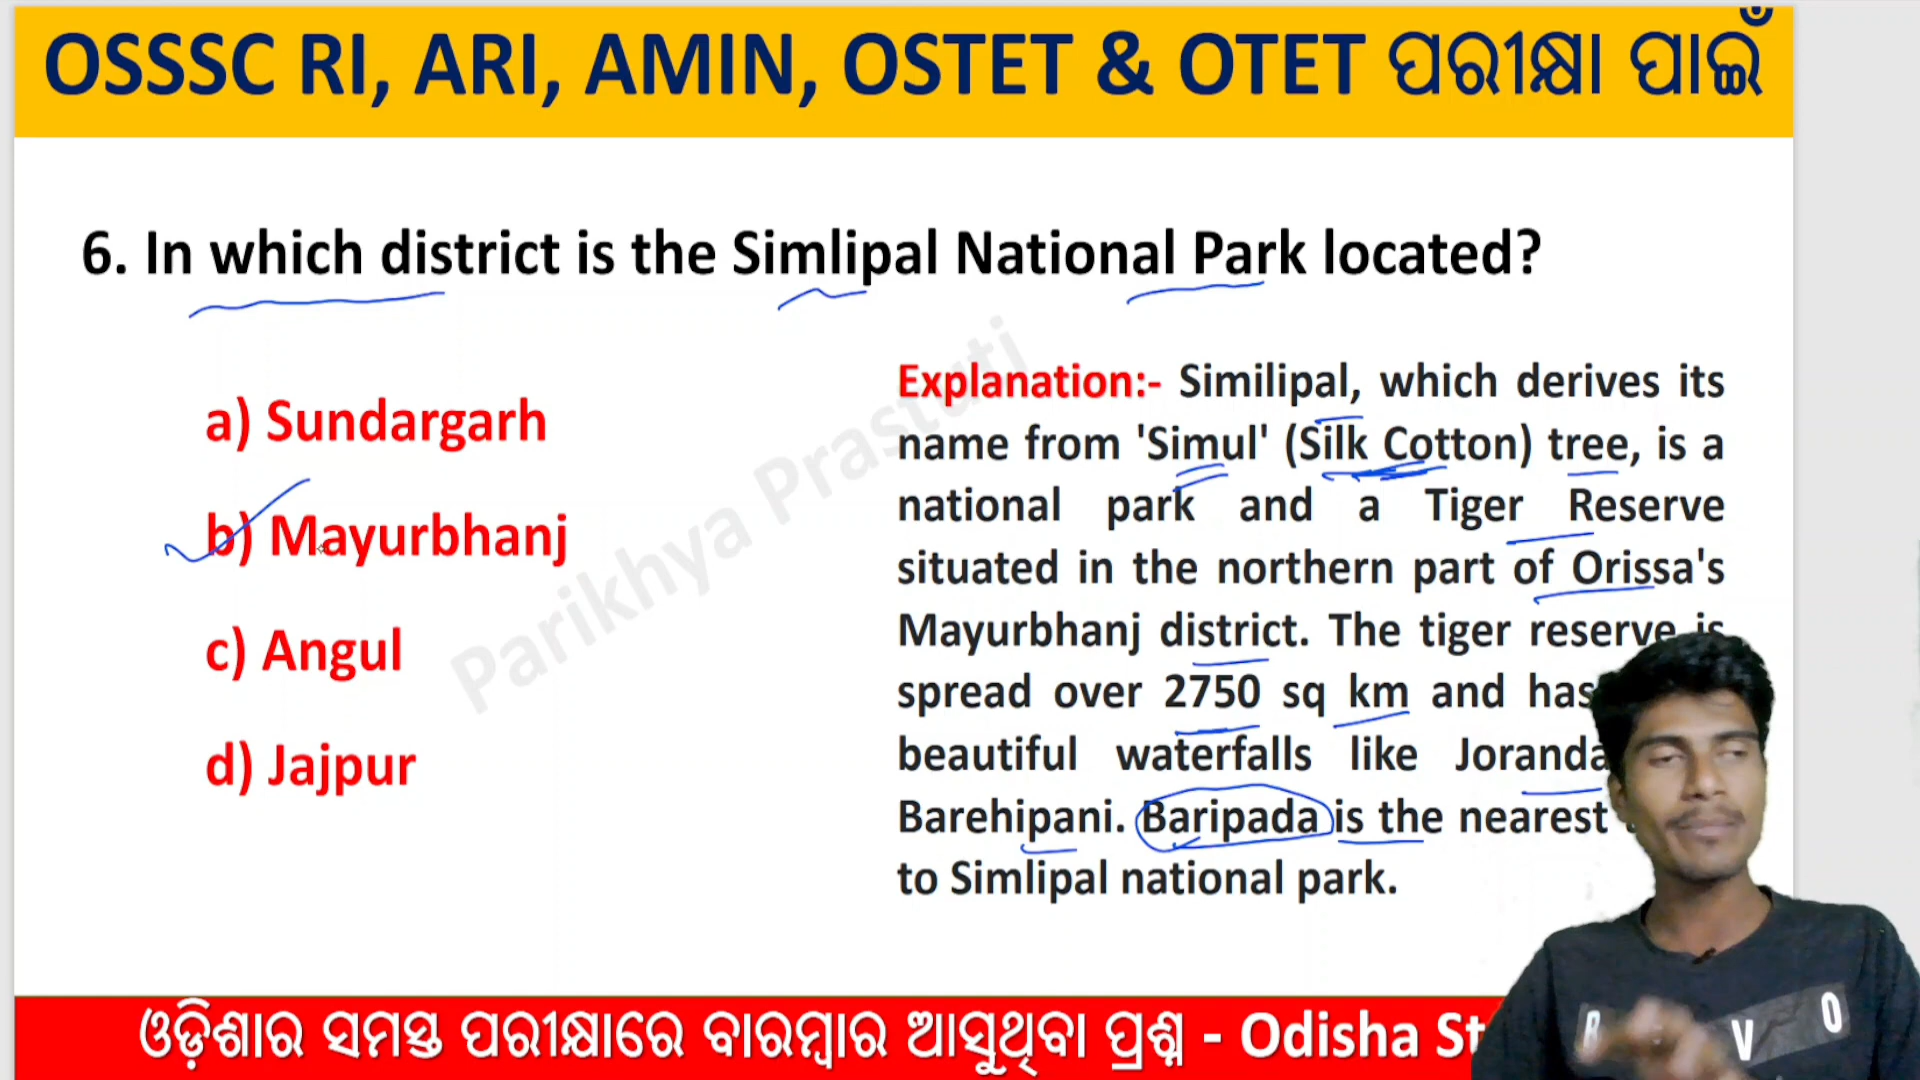 OSSSC RI, ARI, AMIN, OSTET & OTET ପରୀକ୍ଷା ପାଇଁ
6. In which district is the Simlipal National Park located?
a) Sundargarh
b) Mayurbhanj
c) Angul
d) Jajpur
Explanation:- Similipal, which derives its
name from 'Simul' (Silk Cotton) tree, is a
national park and a Tiger Reserve
situated in the northern part of Orissa's
Mayurbhanj district. The tiger reserve is
spread over 2750 sq km and has
beautiful waterfalls like Joranda
Barehipani. Baripada is the nearest
to Simlipal national park.
Parikhya Prastuti
ଓଡ଼ିଶାର ସମସ୍ତ ପରୀକ୍ଷାରେ ବାରମ୍ବାର ଆସୁଥିବା ପ୍ରଶ୍ନ - Odisha
V O